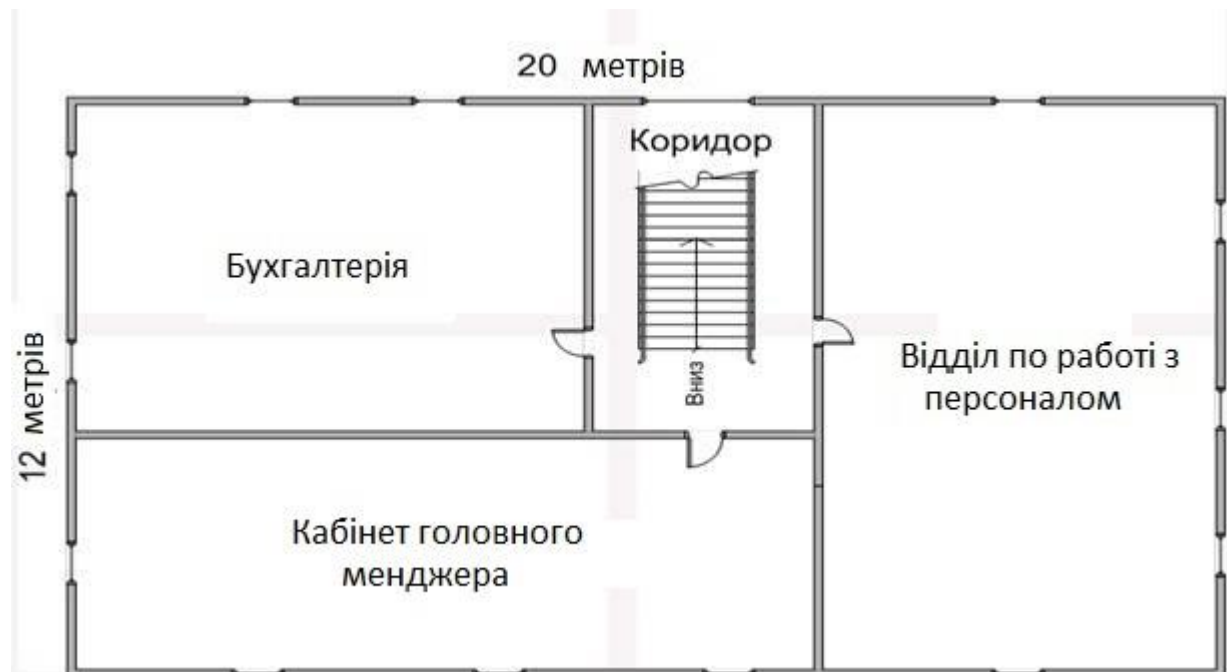 20 метрів
Коридор
Бухгалтерія
Вниз
12 метрів
Відділ по работі з
персоналом
Кабінет головного
менджера